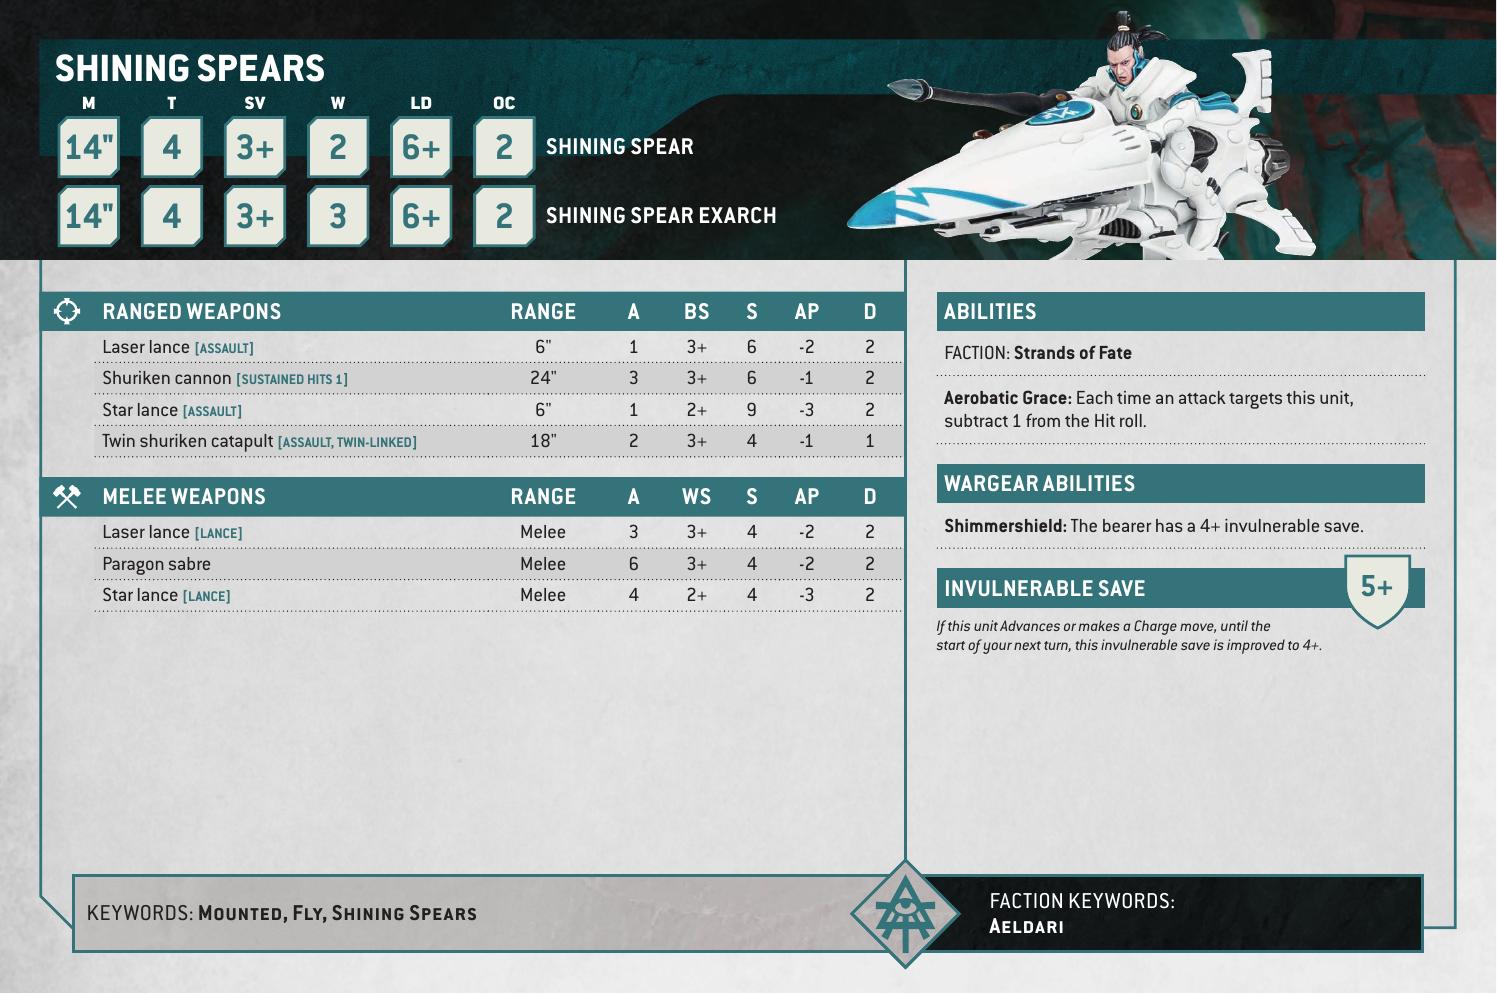 SHINING SPEARS
M T SV W LD OC
14" 4 3+ 2 6+ 2 SHINING SPEAR
14" 4 3+ 3 6+ 2 SHINING SPEAR EXARCH
RANGED WEAPONS RANGE A BS S AP D
Laser lance [ASSAULT] 6" 1 3+ 6 -2 2
Shuriken cannon [SUSTAINED HITS 1] 24" 3 3+ 6 -1 2
Star lance [ASSAULT] 6" 1 2+ 9 -3 2
Twin shuriken catapult [ASSAULT, TWIN-LINKED] 18" 2 3+ 4 -1 1
MELEE WEAPONS RANGE A WS S AP D
Laser lance [LANCE] Melee 3 3+ 4 -2 2
Paragon sabre Melee 6 3+ 4 -2 2
Star lance [LANCE] Melee 4 2+ 4 -3 2
ABILITIES
FACTION: Strands of Fate
Aerobatic Grace: Each time an attack targets this unit,
subtract 1 from the Hit roll.
WARGEAR ABILITIES
Shimmershield: The bearer has a 4+ invulnerable save.
INVULNERABLE SAVE 5+
If this unit Advances or makes a Charge move, until the
start of your next turn, this invulnerable save is improved to 4+.
KEYWORDS: MOUNTED, FLY, SHINING SPEARS
FACTION KEYWORDS:
AELDARI